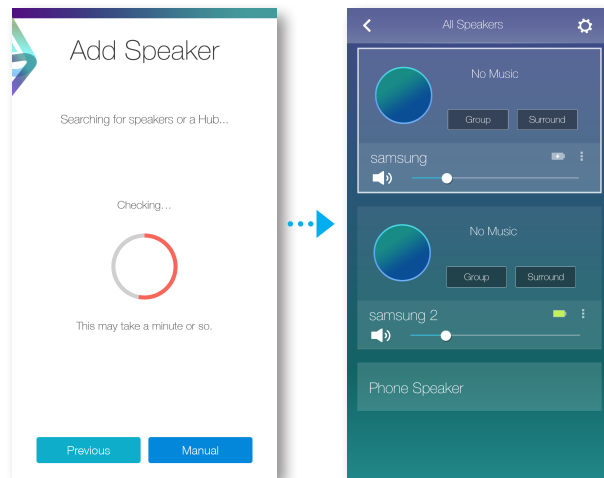 Add Speaker
Searching for speakers or a Hub...
Checking...
This may take a minute or so.
Previous
Manual
All Speakers
No Music
Group
Surround
samsung
No Music
Group
Surround
samsung 2
Phone Speaker